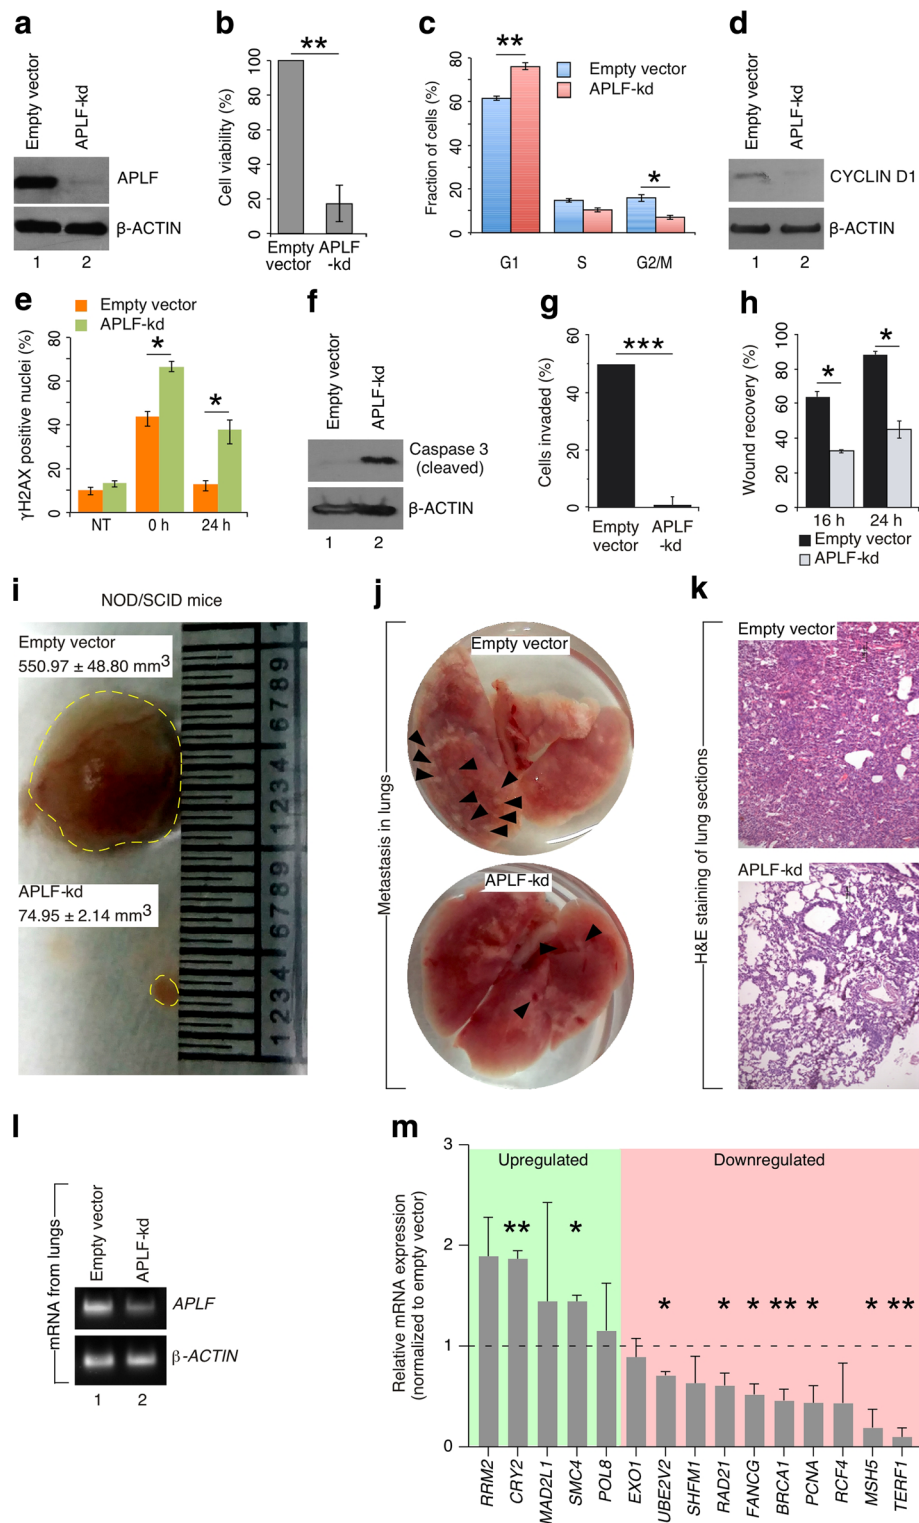 a
Empty vector
APLF-kd
APLF
β-ACTIN
1 2
b
**
Cell viability (%)
100
80
60
40
20
0
Empty vector
APLF -kd
c
**
*
Fraction of cells (%)
80
60
40
20
0
Empty vector
APLF-kd
G1 S G2/M
d
Empty vector
APLF-kd
CYCLIN D1
β-ACTIN
1 2
e
Empty vector
APLF-kd
γH2AX positive nuclei (%)
80
60
40
20
0
*
*
NT 0 h 24 h
f
Empty vector
APLF-kd
Caspase 3
(cleaved)
β-ACTIN
1 2
g
***
Cells invaded (%)
60
40
20
0
Empty vector
APLF -kd
h
Wound recovery (%)
100
80
60
40
20
0
*
*
16 h 24 h
Empty vector
APLF-kd
i
NOD/SCID mice
Empty vector
550.97 ± 48.80 mm3
APLF-kd
74.95 ± 2.14 mm3
j
Metastasis in lungs
Empty vector
APLF-kd
k
H&E staining of lung sections
Empty vector
APLF-kd
l
mRNA from lungs
Empty vector
APLF-kd
APLF
β-ACTIN
1 2
m
Relative mRNA expression
(normalized to empty vector)
3
2
1
0
Upregulated
Downregulated
** * * * * ** * * **
RRM2
CRY2
MAD2L1
SMC4
POL8
EXO1
UBE2V2
SHFM1
RAD21
FANCG
BRCA1
PCNA
RCF4
MSH5
TERF1